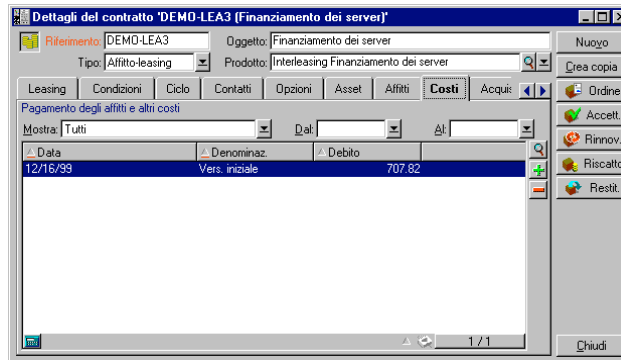 Dettagli del contratto 'DEMO-LEA3 (Finanziamento dei server)'
Riferimento: DEMO-LEA3 Oggetto: Finanziamento dei server
Tipo: Affitto-leasing Prodotto: Interleasing Finanziamento dei server
Leasing Condizioni Ciclo Contatti Opzioni Asset Affitti Costi Acquis
Pagamento degli affitti e altri costi
Mostra: Tutti Dal: Al:
Data Denominaz. Debito
12/16/99 Vers. iniziale 707.82
1 / 1
Nuovo
Crea copia
Ordine
Accett.
Rinnov.
Riscatto
Restit.
Chiudi